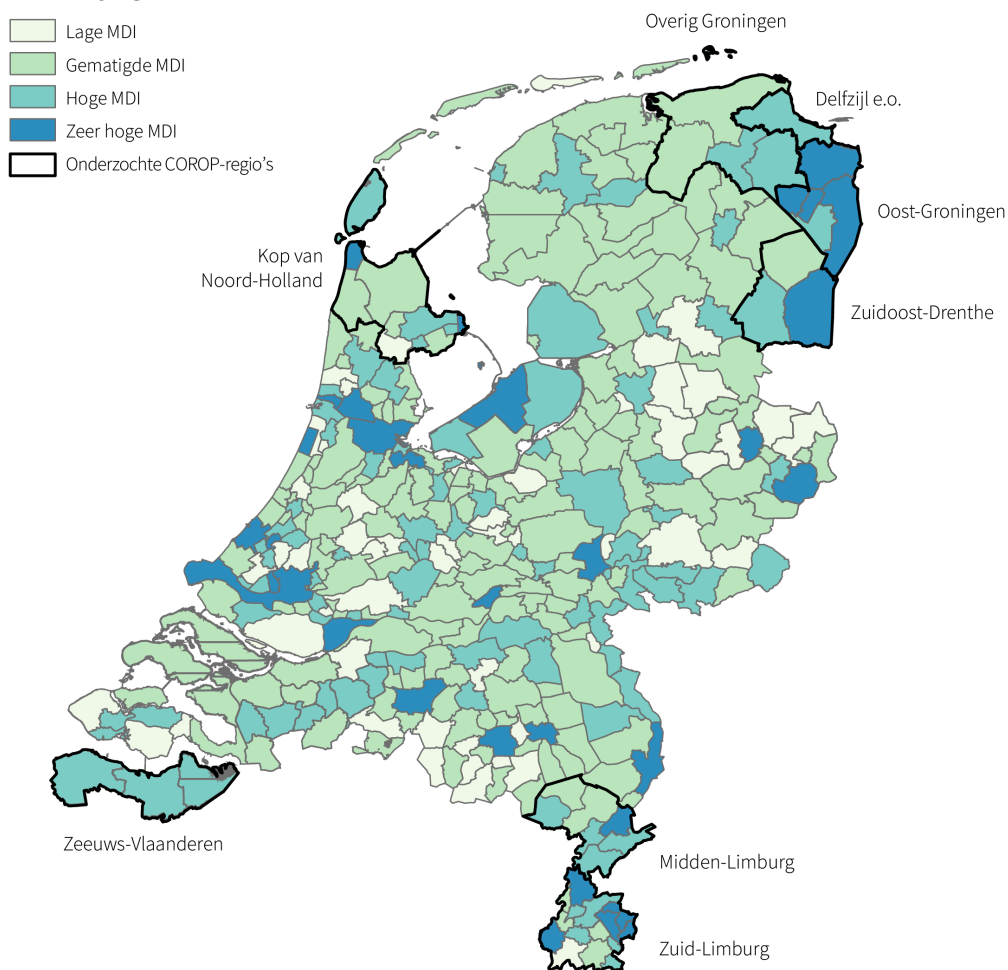 Lage MDI
Gematigde MDI
Hoge MDI
Zeer hoge MDI
Onderzochte COROP-regio's
Overig Groningen
Delfzijl e.o.
Oost-Groningen
Kop van
Noord-Holland
Zuidoost-Drenthe
Zeeuws-Vlaanderen
Midden-Limburg
Zuid-Limburg